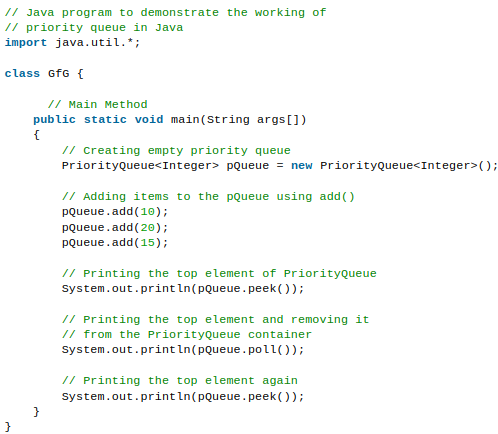 // Java program to demonstrate the working of
// priority queue in Java
import java.util.*;
class GfG {
// Main Method
public static void main(String args[])
{
// Creating empty priority queue
PriorityQueue<Integer> pQueue = new PriorityQueue<Integer>();
// Adding items to the pQueue using add()
pQueue.add(10);
pQueue.add(20);
pQueue.add(15);
// Printing the top element of PriorityQueue
System.out.println(pQueue.peek());
// Printing the top element and removing it
// from the PriorityQueue container
System.out.println(pQueue.poll());
// Printing the top element again
System.out.println(pQueue.peek());
}
}